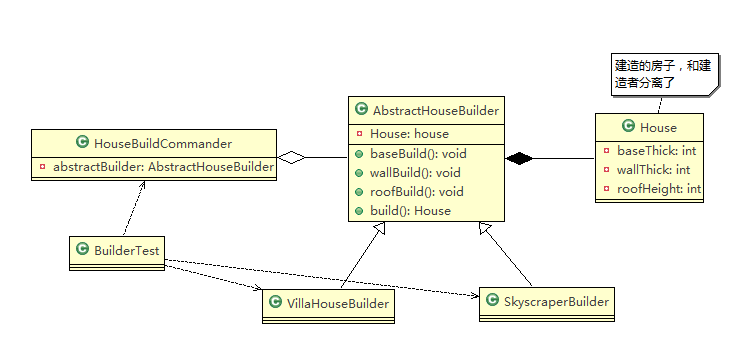 建造的房子，和建
造者分离了
AbstractHouseBuilder
House: house
baseBuild(): void
wallBuild(): void
roofBuild(): void
build(): House
House
baseThick: int
wallThick: int
roofHeight: int
HouseBuildCommander
abstractBuilder: AbstractHouseBuilder
BuilderTest
VillaHouseBuilder
SkyscraperBuilder